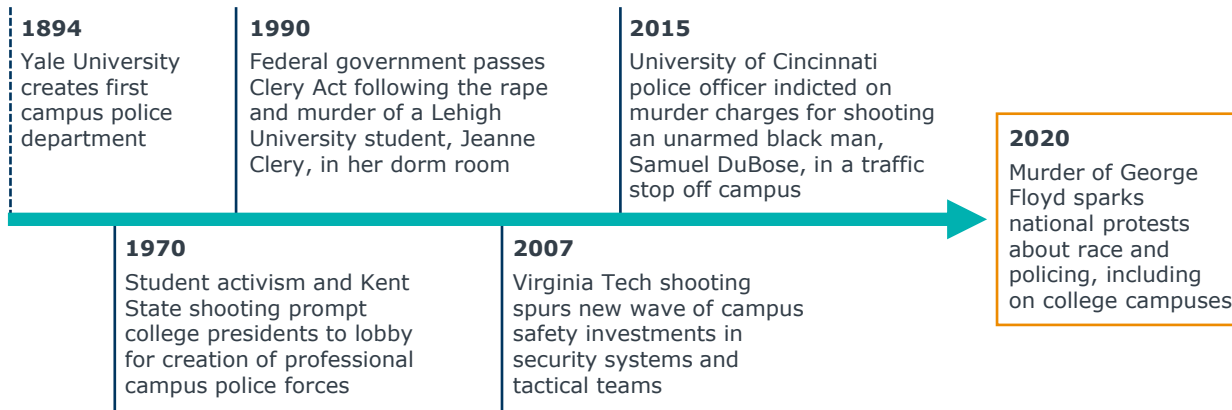 1894
Yale University
creates first
campus police
department
1970
Student activism and Kent
State shooting prompt
college presidents to lobby
for creation of professional
campus police forces
1990
Federal government passes
Clery Act following the rape
and murder of a Lehigh
University student, Jeanne
Clery, in her dorm room
2007
Virginia Tech shooting
spurs new wave of campus
safety investments in
security systems and
tactical teams
2015
University of Cincinnati
police officer indicted on
murder charges for shooting
an unarmed black man,
Samuel DuBose, in a traffic
stop off campus
2020
Murder of George
Floyd sparks
national protests
about race and
policing, including
on college campuses